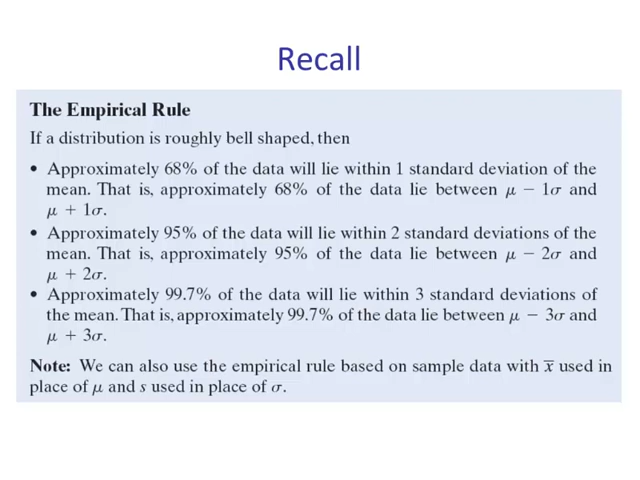 Recall
The Empirical Rule
If a distribution is roughly bell shaped, then
• Approximately 68% of the data will lie within 1 standard deviation of the
mean. That is, approximately 68% of the data lie between μ − 1σ and
μ + 1σ.
• Approximately 95% of the data will lie within 2 standard deviations of the
mean. That is, approximately 95% of the data lie between μ − 2σ and
μ + 2σ.
• Approximately 99.7% of the data will lie within 3 standard deviations of
the mean. That is, approximately 99.7% of the data lie between μ − 3σ and
μ + 3σ.
Note: We can also use the empirical rule based on sample data with x̅ used in
place of μ and s used in place of σ.